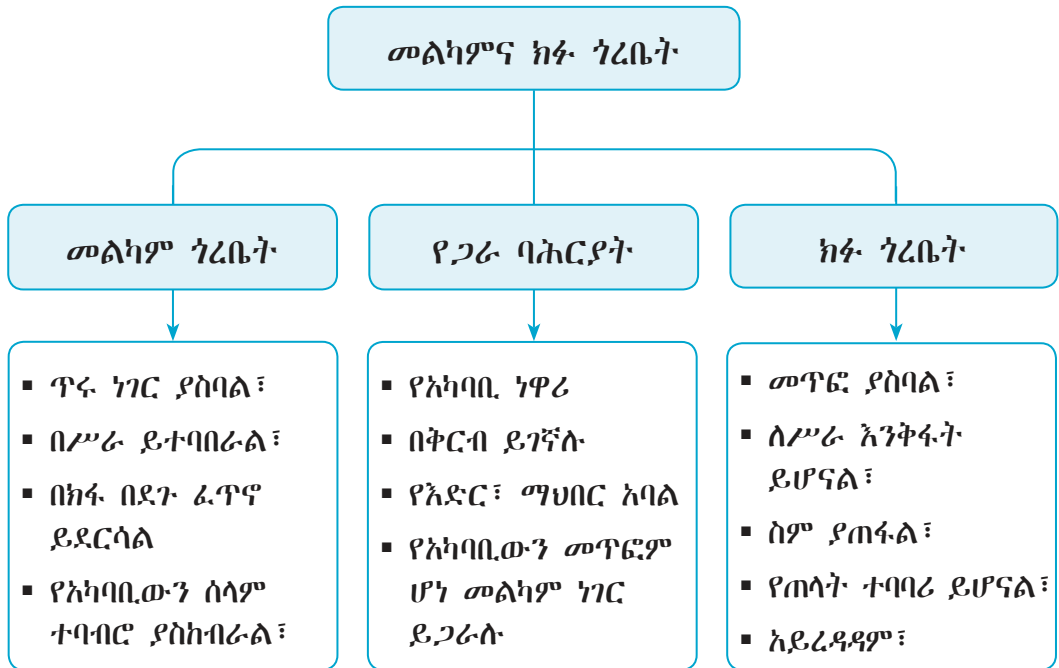 መልካምና ክፉ ጎረቤት
መልካም ጎረቤት
▪ ጥሩ ነገር ያስባል፣
▪ በሥራ ይተባበራል፣
▪ በክፋ በደጉ ፈጥኖ
ይደርሳል
▪ የአካባቢውን ሰላም
ተባብሮ ያስከብራል፣
የጋራ ባሕርያት
▪ የአካባቢ ነዋሪ
▪ በቅርብ ይገኛሉ
▪ የእድር፣ ማህበር አባል
▪ የአካባቢውን መጥፎም
ሆነ መልካም ነገር
ይጋራሉ
ክፉ ጎረቤት
▪ መጥፎ ያስባል፣
▪ ለሥራ እንቅፋት
ይሆናል፣
▪ ስም ያጠፋል፣
▪ የጠላት ተባባሪ ይሆናል፣
▪ አይረዳዳም፣